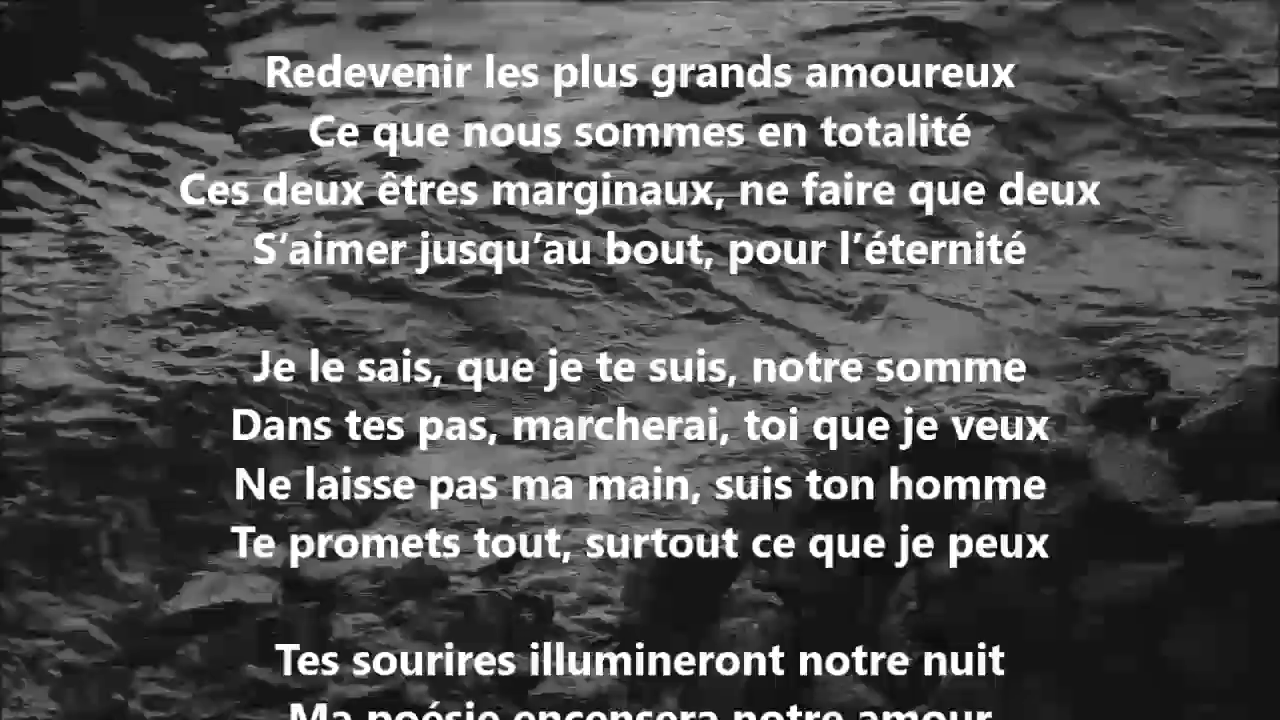 Redevenir les plus grands amoureux
Ce que nous sommes en totalité
Ces deux êtres marginaux, ne faire que deux
S’aimer jusqu’au bout, pour l’éternité
Je le sais, que je te suis, notre somme
Dans tes pas, marcherai, toi que je veux
Ne laisse pas ma main, suis ton homme
Te promets tout, surtout ce que je peux
Tes sourires illumineront notre nuit
Ma poésie encensera notre amour